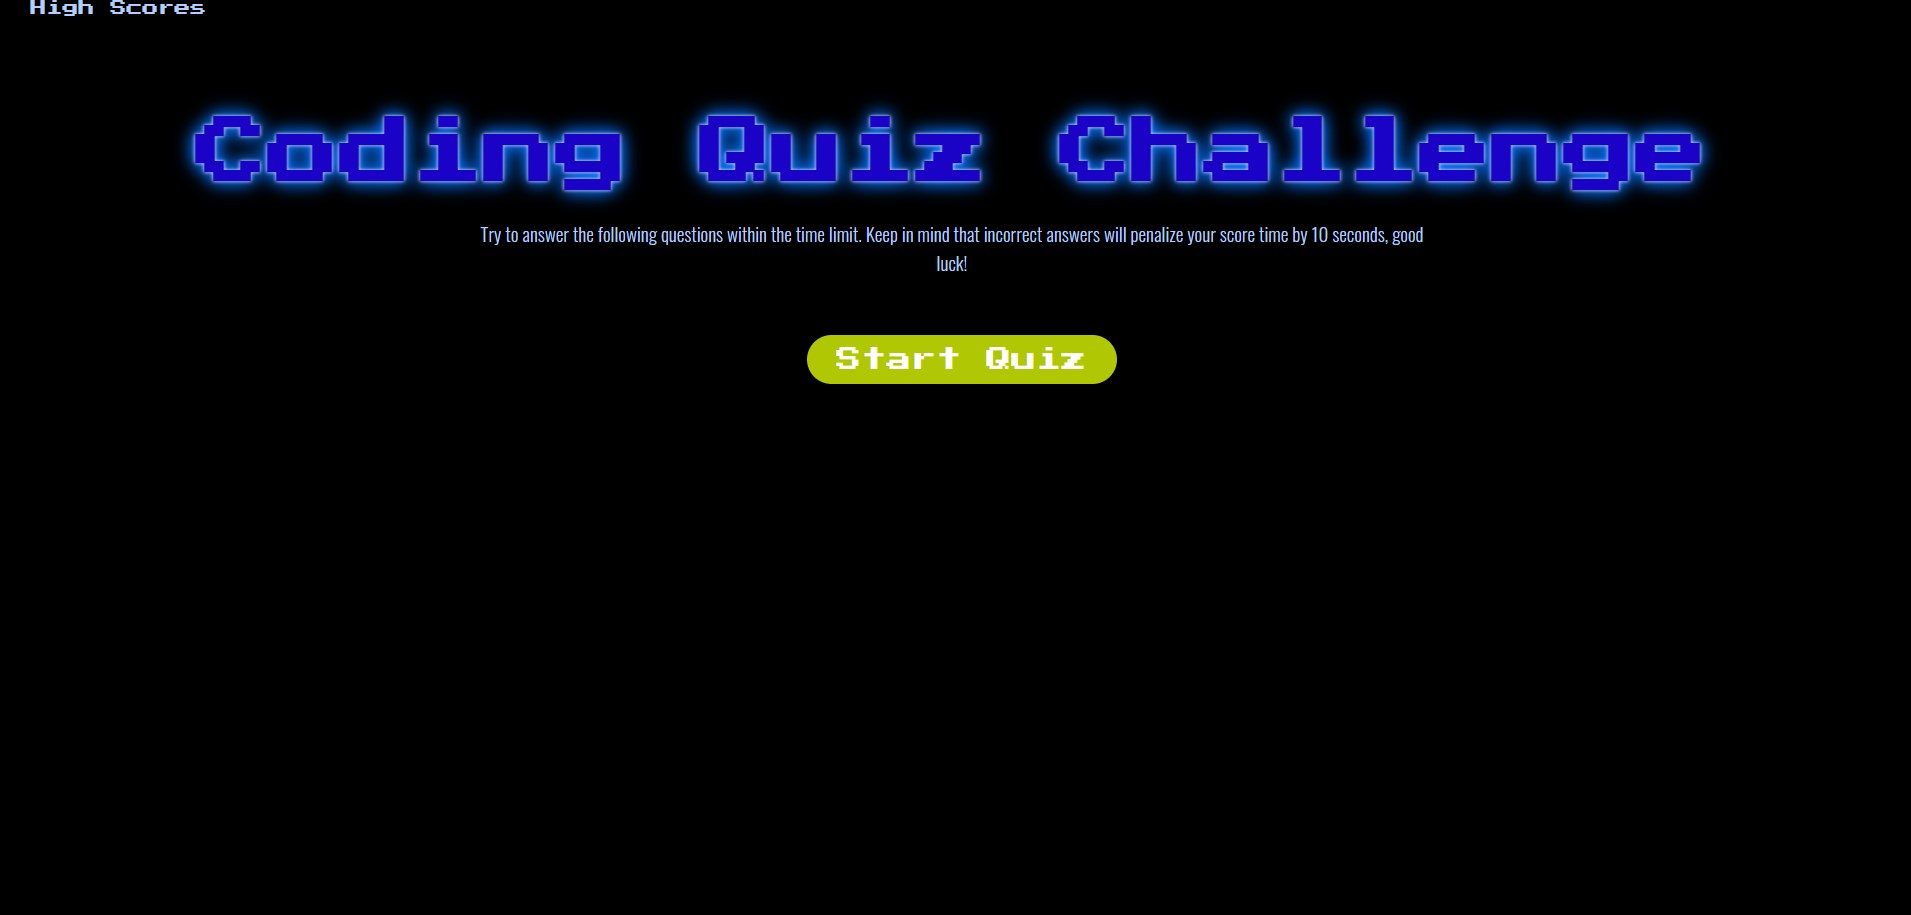 High Scores
Coding Quiz Challenge
Try to answer the following questions within the time limit. Keep in mind that incorrect answers will penalize your score time by 10 seconds, good
luck!
Start Quiz